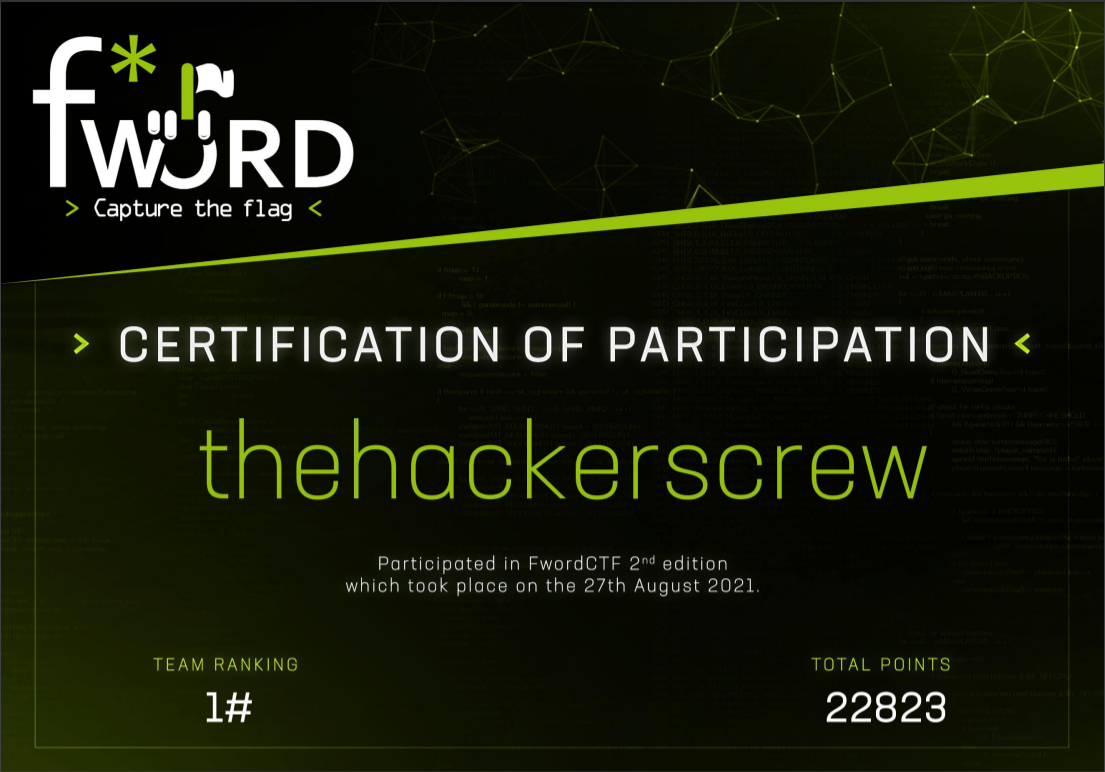 f*WORD
> Capture the flag <
> CERTIFICATION OF PARTICIPATION <
thehackerscrew
Participated in FwordCTF 2nd edition
which took place on the 27th August 2021.
TEAM RANKING
1#
TOTAL POINTS
22823